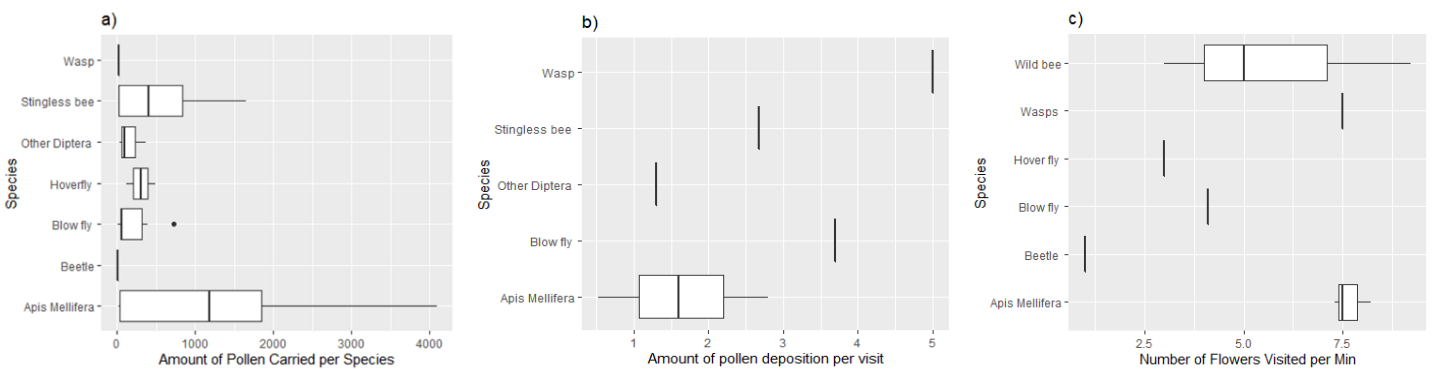 a)
Wasp
Stingless bee
Other Diptera
Hoverfly
Blow fly
Beetle
Apis Mellifera
Species
0 1000 2000 3000 4000
Amount of Pollen Carried per Species
b)
Wasp
Stingless bee
Other Diptera
Blow fly
Apis Mellifera
Species
1 2 3 4 5
Amount of pollen deposition per visit
c)
Wild bee
Wasps
Hover fly
Blow fly
Beetle
Apis Mellifera
Species
2.5 5.0 7.5
Number of Flowers Visited per Min